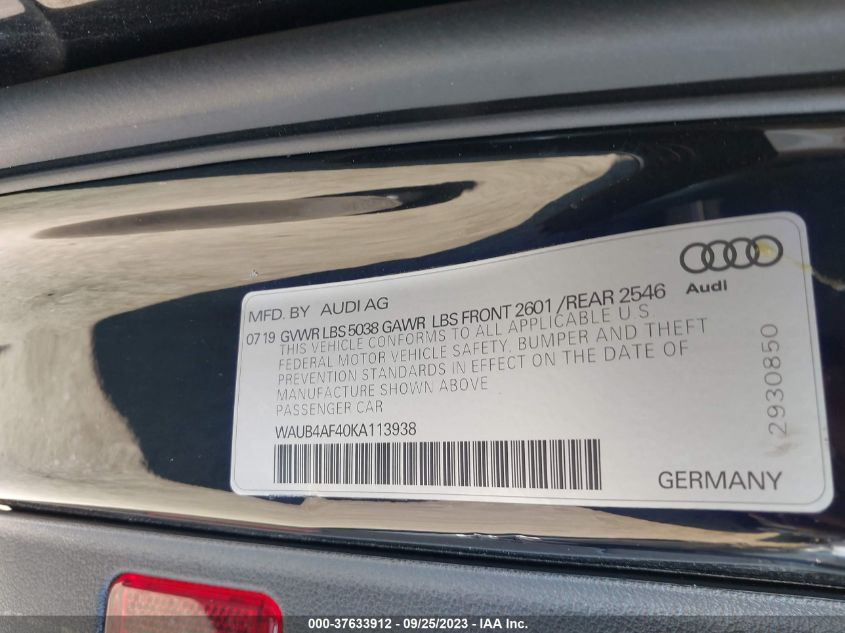 Audi
MFD. BY AUDI AG
07 19 GVWR LBS 5038 GAWR LBS FRONT 2601 /REAR 2546
THIS VEHICLE CONFORMS TO ALL APPLICABLE U.S.
FEDERAL MOTOR VEHICLE SAFETY, BUMPER AND THEFT
PREVENTION STANDARDS IN EFFECT ON THE DATE OF
MANUFACTURE SHOWN ABOVE
PASSENGER CAR
WAUB4AF40KA113938
2930850
GERMANY
000-37633912 - 09/25/2023 - IAA Inc.